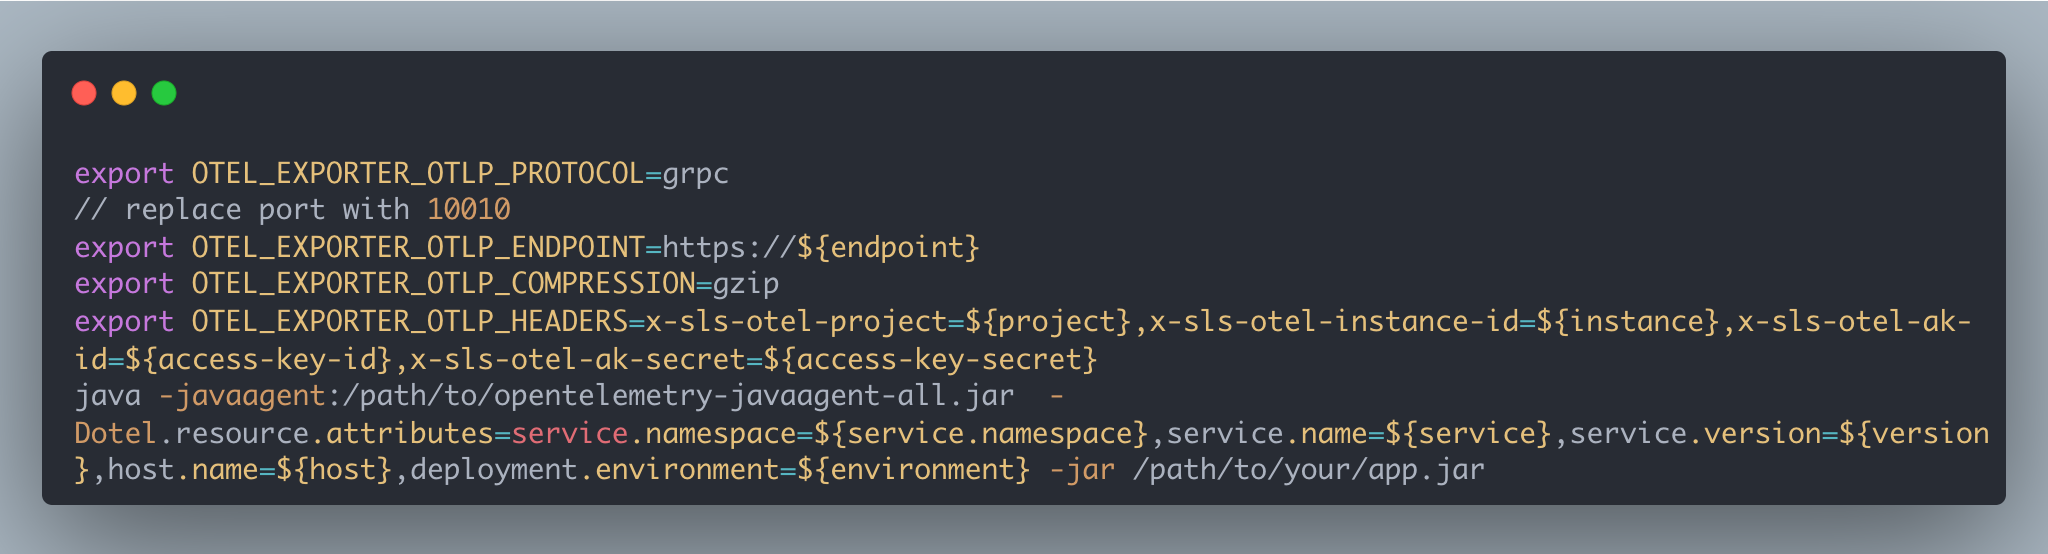 export OTEL_EXPORTER_OTLP_PROTOCOL=grpc
// replace port with 10010
export OTEL_EXPORTER_OTLP_ENDPOINT=https://${endpoint}
export OTEL_EXPORTER_OTLP_COMPRESSION=gzip
export OTEL_EXPORTER_OTLP_HEADERS=x-sls-otel-project=${project},x-sls-otel-instance-id=${instance},x-sls-otel-ak-
id=${access-key-id},x-sls-otel-ak-secret=${access-key-secret}
java -javaagent:/path/to/opentelemetry-javaagent-all.jar  -
Dotel.resource.attributes=service.namespace=${service.namespace},service.name=${service},service.version=${version
},host.name=${host},deployment.environment=${environment} -jar /path/to/your/app.jar